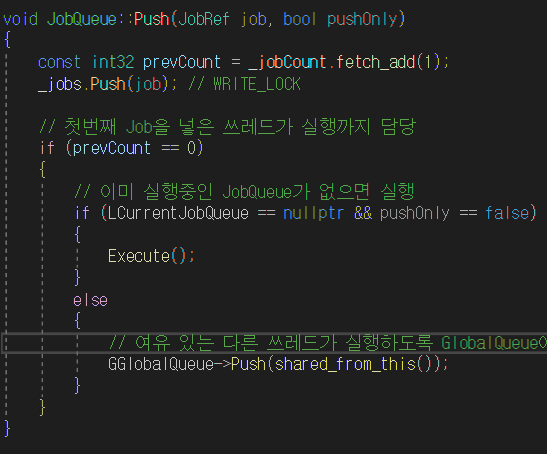 void JobQueue::Push(JobRef job, bool pushOnly)
{
const int32 prevCount = _jobCount.fetch_add(1);
_jobs.Push(job); // WRITE_LOCK
// 첫번째 Job을 넣은 쓰레드가 실행까지 담당
if (prevCount == 0)
{
// 이미 실행중인 JobQueue가 없으면 실행
if (LCurrentJobQueue == nullptr && pushOnly == false)
{
Execute();
}
else
{
// 여유 있는 다른 쓰레드가 실행하도록 GlobalQueue
GGlobalQueue->Push(shared_from_this());
}
}
}